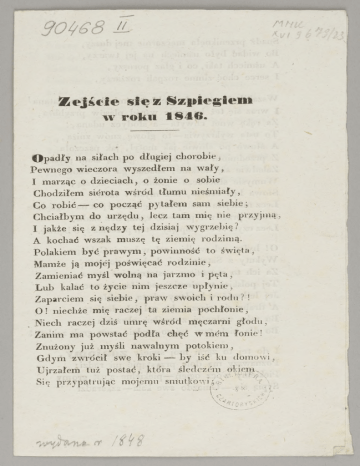 90468 II
Zejście się z Szpiegiem
w roku 1846.
Opadły na siłach po długiej chorobie,
Pewnego wieczora wyszedłem na wały,
I marząc o dzieciach, o żonie o sobie
Chodziłem siérota wśród tłumu nieśmiały,
Co robić — co począć pytałem sam siebie;
Chciałbym do urzędu, lecz tam mię nie przyjmą,
I jakże się z nędzy tej dzisiaj wygrzebię?
A kochać wszak muszę tę ziemię rodzimą.
Polakiem być prawym, powinność to święta,
Mamże ją mojej poświęcać rodzinie,
Zamieniać myśl wolną na jarzmo i pęta,
Lub kalać to życie nim jeszcze upłynie,
Zaparciem się siebie, praw swoich i rodu?!
O! niechże mię raczej ta ziemia pochłonie,
Niech raczej dziś umrę wśród męczarni głodu,
Zanim ma powstać podła chęć w mém łonie!
Znużony już myśli nawalnym potokiem,
Gdym zwrócił swe kroki — by iść ku domowi,
Ujrzałem tuż postać, która śledczém okiem
Się przypatrując mojemu smutkowi;
wydana r 1848